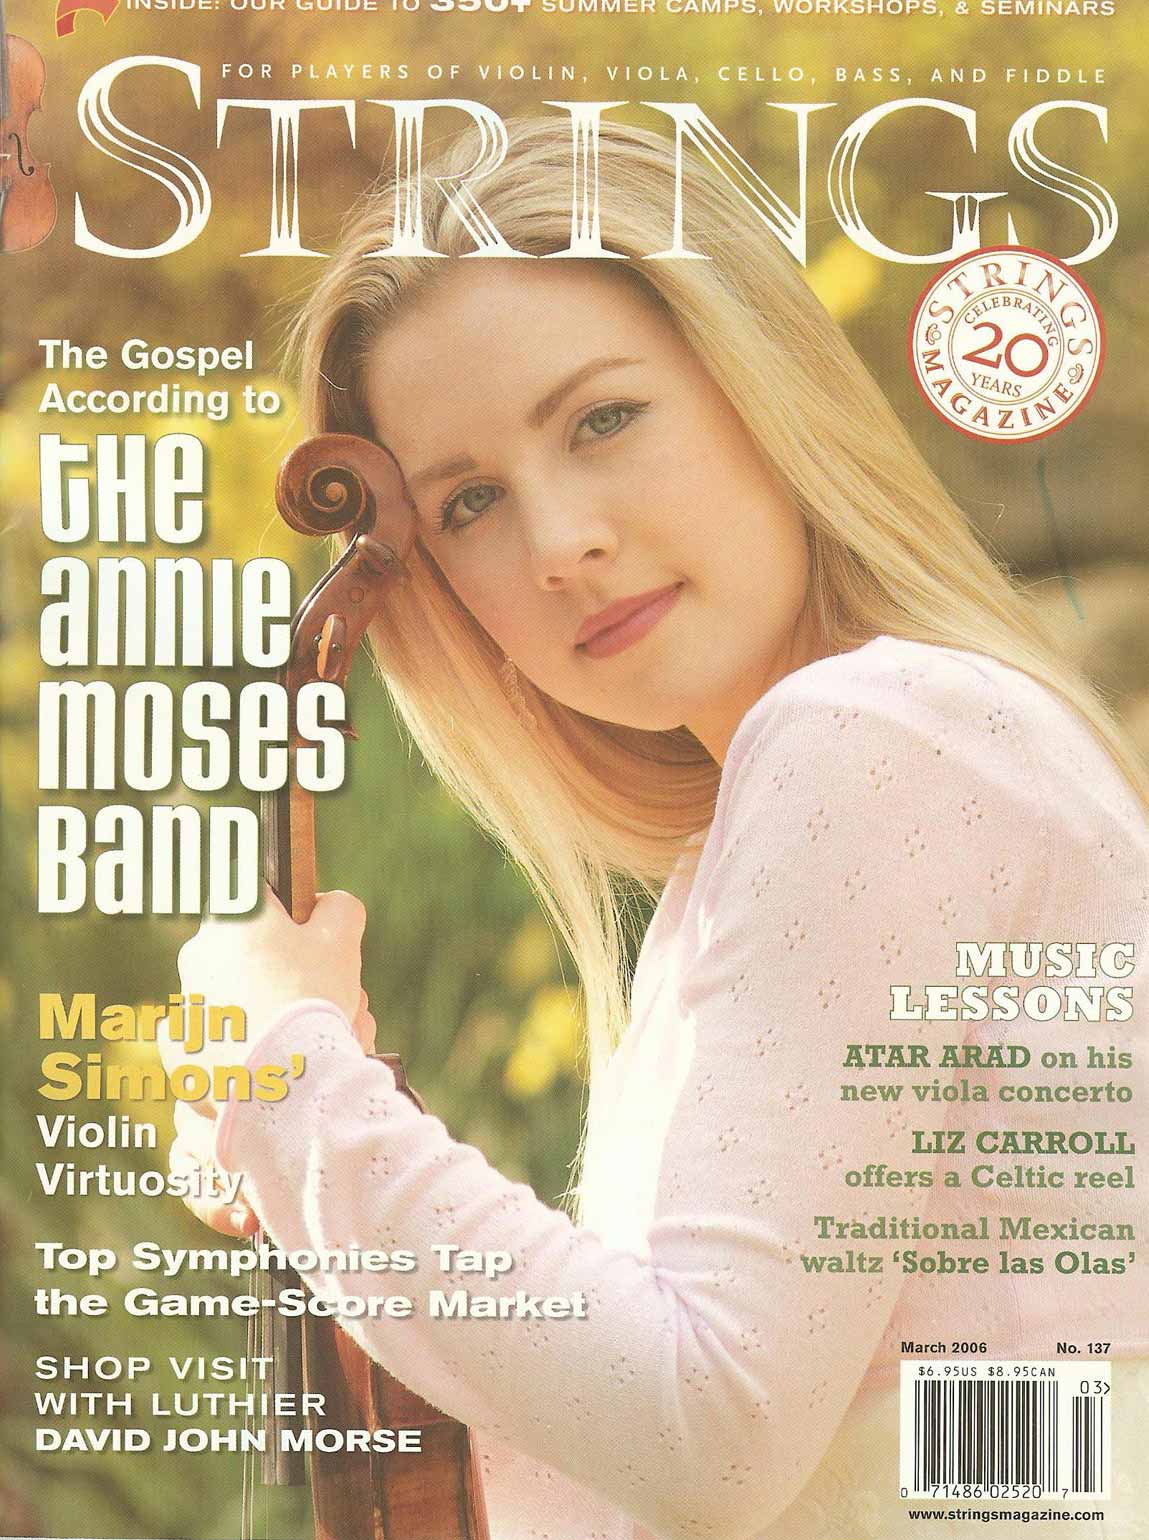 INSIDE: OUR GUIDE TO 350+ SUMMER CAMPS, WORKSHOPS, & SEMINARS
FOR PLAYERS OF VIOLIN, VIOLA, CELLO, BASS, AND FIDDLE
STRINGS
STRINGS MAGAZINE
CELEBRATING
20
YEARS
The Gospel
According to
THE
ANNIE
MOSES
BAND
Marijn
Simons'
Violin
Virtuosity
Top Symphonies Tap
the Game-Score Market
SHOP VISIT
WITH LUTHIER
DAVID JOHN MORSE
MUSIC
LESSONS
ATAR ARAD on his
new viola concerto
LIZ CARROLL
offers a Celtic reel
Traditional Mexican
waltz ‘Sobre las Olas’
March 2006 No. 137
$6.95US $8.95CAN
03>
0 71486 02520 7
www.stringsmagazine.com